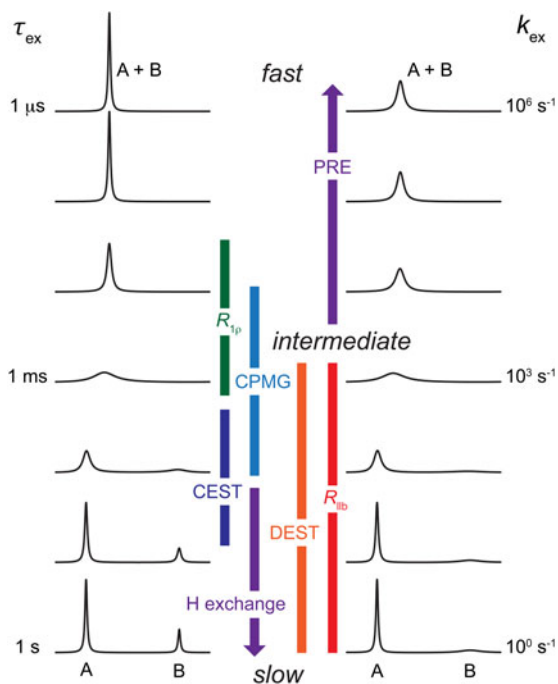 τex kex
A + B fast A + B
1 μs 10⁶ s⁻¹
PRE
R1ρ
intermediate
1 ms 10³ s⁻¹
CPMG
CEST
RIIb
DEST
H exchange
1 s 10⁰ s⁻¹
A B slow A B